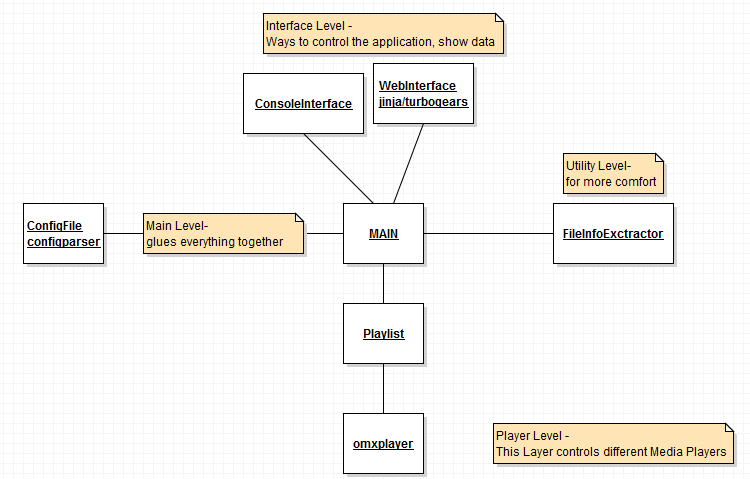 Interface Level -
Ways to control the application, show data
ConsoleInterface
WebInterface
jinja/turbogears
Utility Level-
for more comfort
ConfigFile
configparser
Main Level-
glues everything together
MAIN
FileInfoExctractor
Playlist
omxplayer
Player Level -
This Layer controls different Media Players